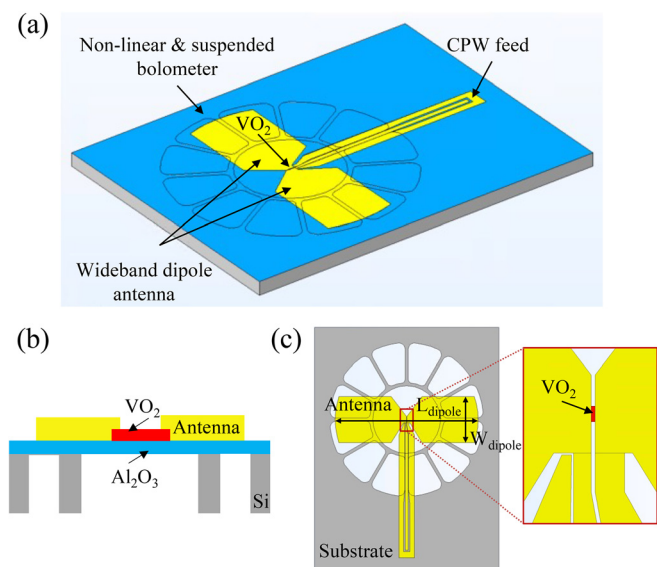 (a)
Non-linear & suspended
bolometer
CPW feed
VO2
Wideband dipole
antenna
(b)
VO2
Antenna
Al2O3
Si
(c)
Antenna
Ldipole
Wdipole
Substrate
VO2